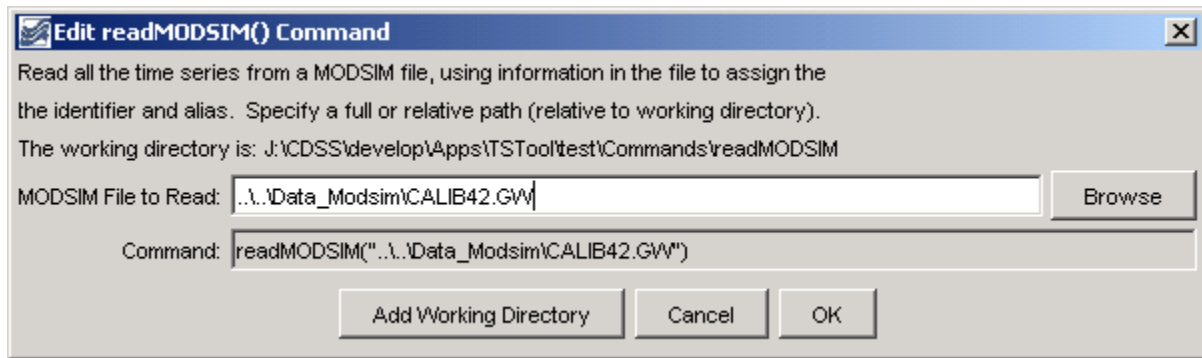 Edit readMODSIM() Command
Read all the time series from a MODSIM file, using information in the file to assign the
the identifier and alias. Specify a full or relative path (relative to working directory).
The working directory is: J:\CDSS\develop\Apps\TSTool\test\Commands\readMODSIM
MODSIM File to Read: ..\..\Data_Modsim\CALIB42.GW Browse
Command: readMODSIM("..\..\Data_Modsim\CALIB42.GW")
Add Working Directory Cancel OK